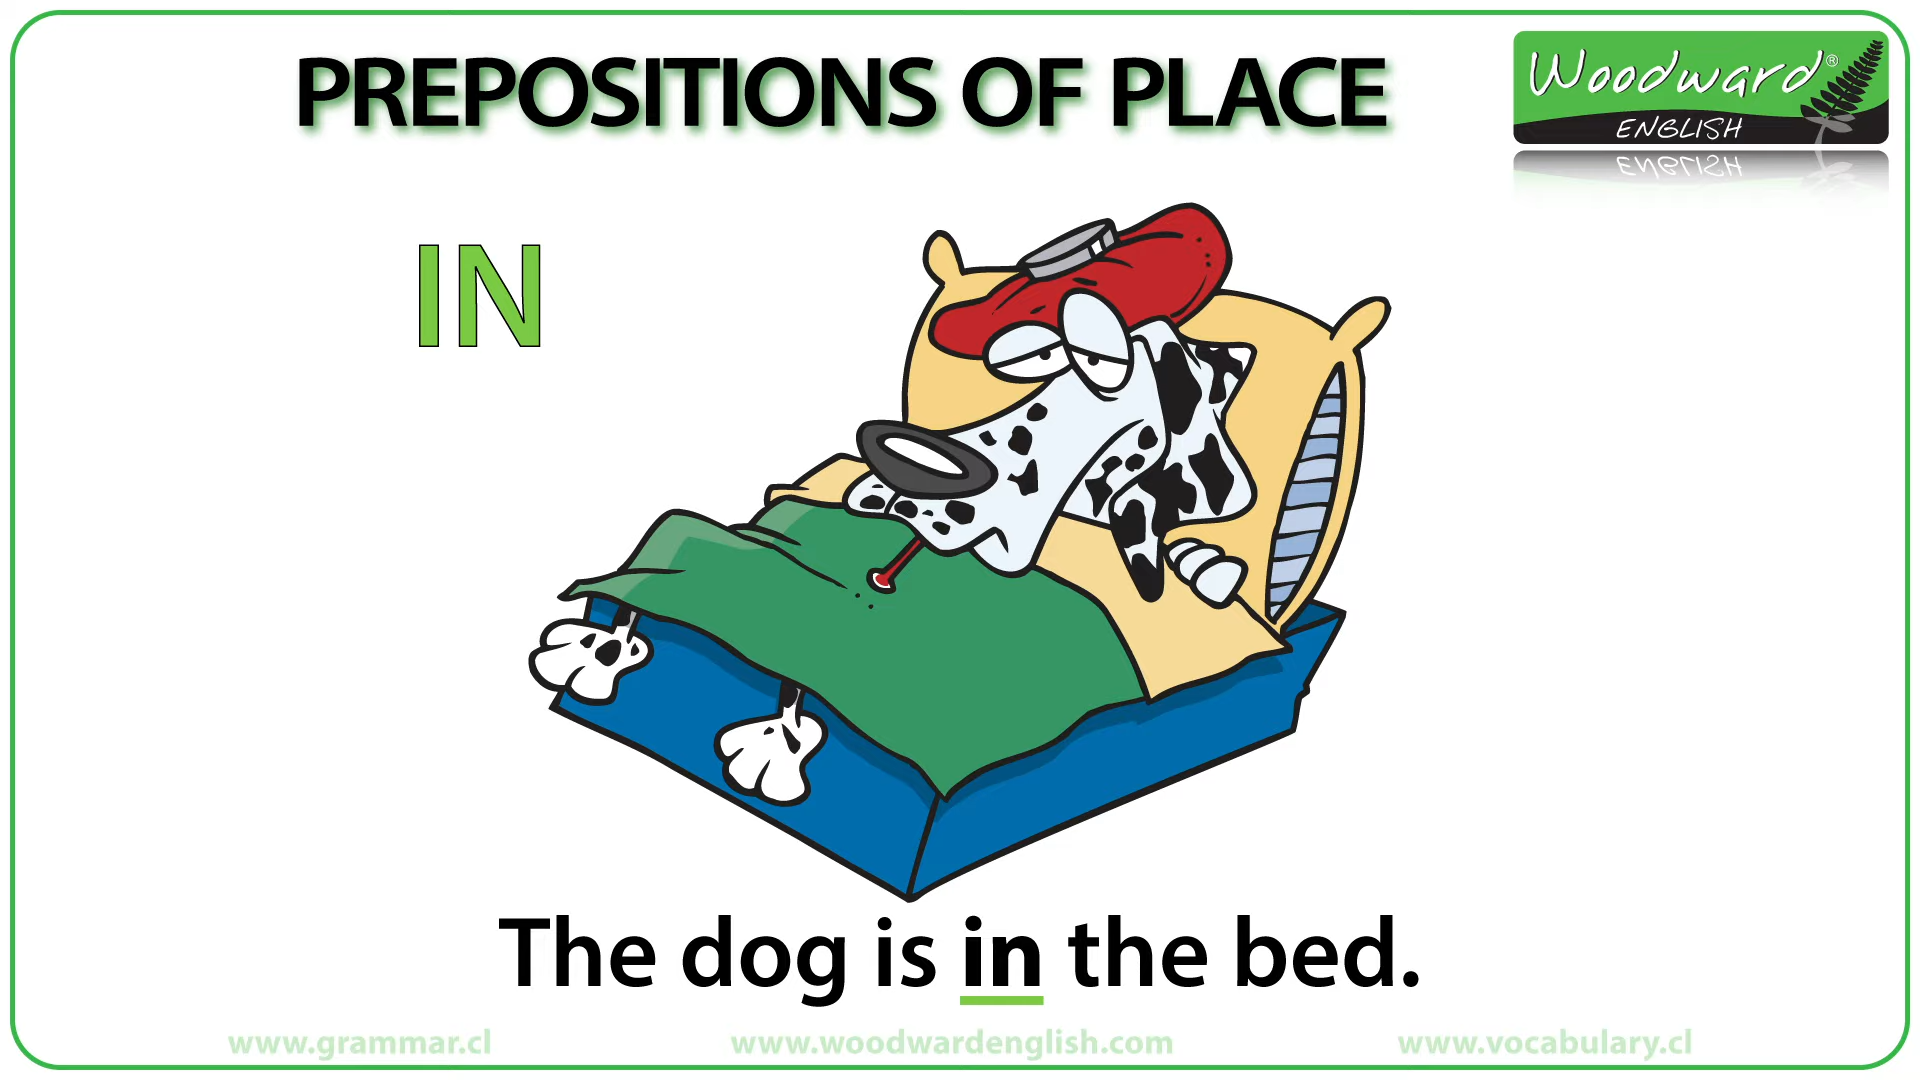 PREPOSITIONS OF PLACE
Woodward®
ENGLISH
IN
The dog is in the bed.
www.grammar.cl
www.woodwardenglish.com
www.vocabulary.cl